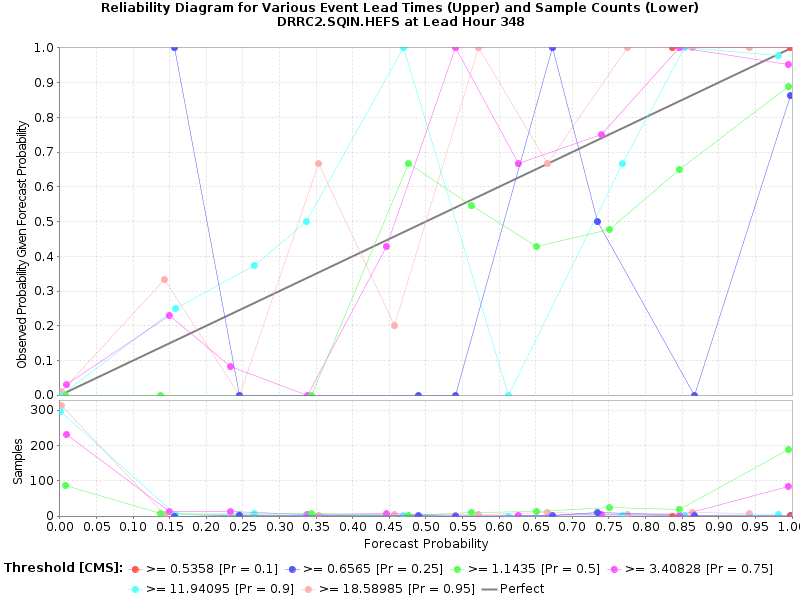 Reliability Diagram for Various Event Lead Times (Upper) and Sample Counts (Lower)
DRRC2.SQIN.HEFS at Lead Hour 348
Observed Probability Given Forecast Probability
1.0
0.9
0.8
0.7
0.6
0.5
0.4
0.3
0.2
0.1
0.0
Samples
300
200
100
0
0.00 0.05 0.10 0.15 0.20 0.25 0.30 0.35 0.40 0.45 0.50 0.55 0.60 0.65 0.70 0.75 0.80 0.85 0.90 0.95 1.00
Forecast Probability
Threshold [CMS]: >= 0.5358 [Pr = 0.1] >= 0.6565 [Pr = 0.25] >= 1.1435 [Pr = 0.5] >= 3.40828 [Pr = 0.75]
>= 11.94095 [Pr = 0.9] >= 18.58985 [Pr = 0.95] Perfect